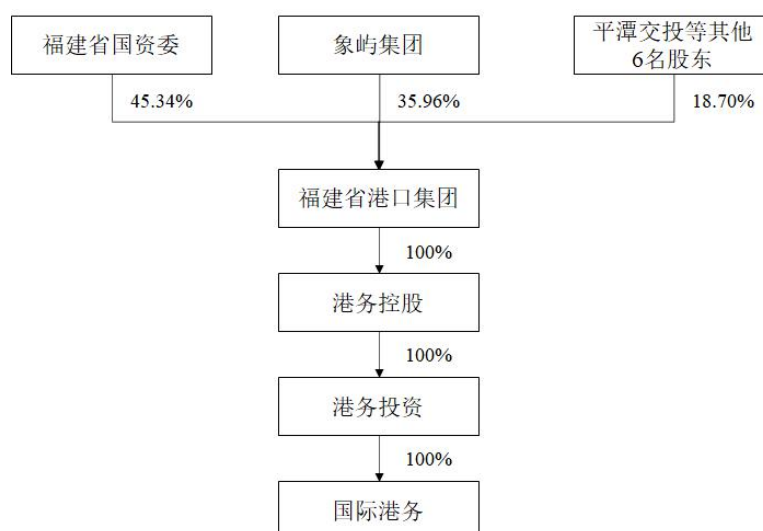 福建省国资委
象屿集团
平潭交投等其他
6名股东
45.34%
35.96%
18.70%
福建省港口集团
100%
港务控股
100%
港务投资
100%
国际港务